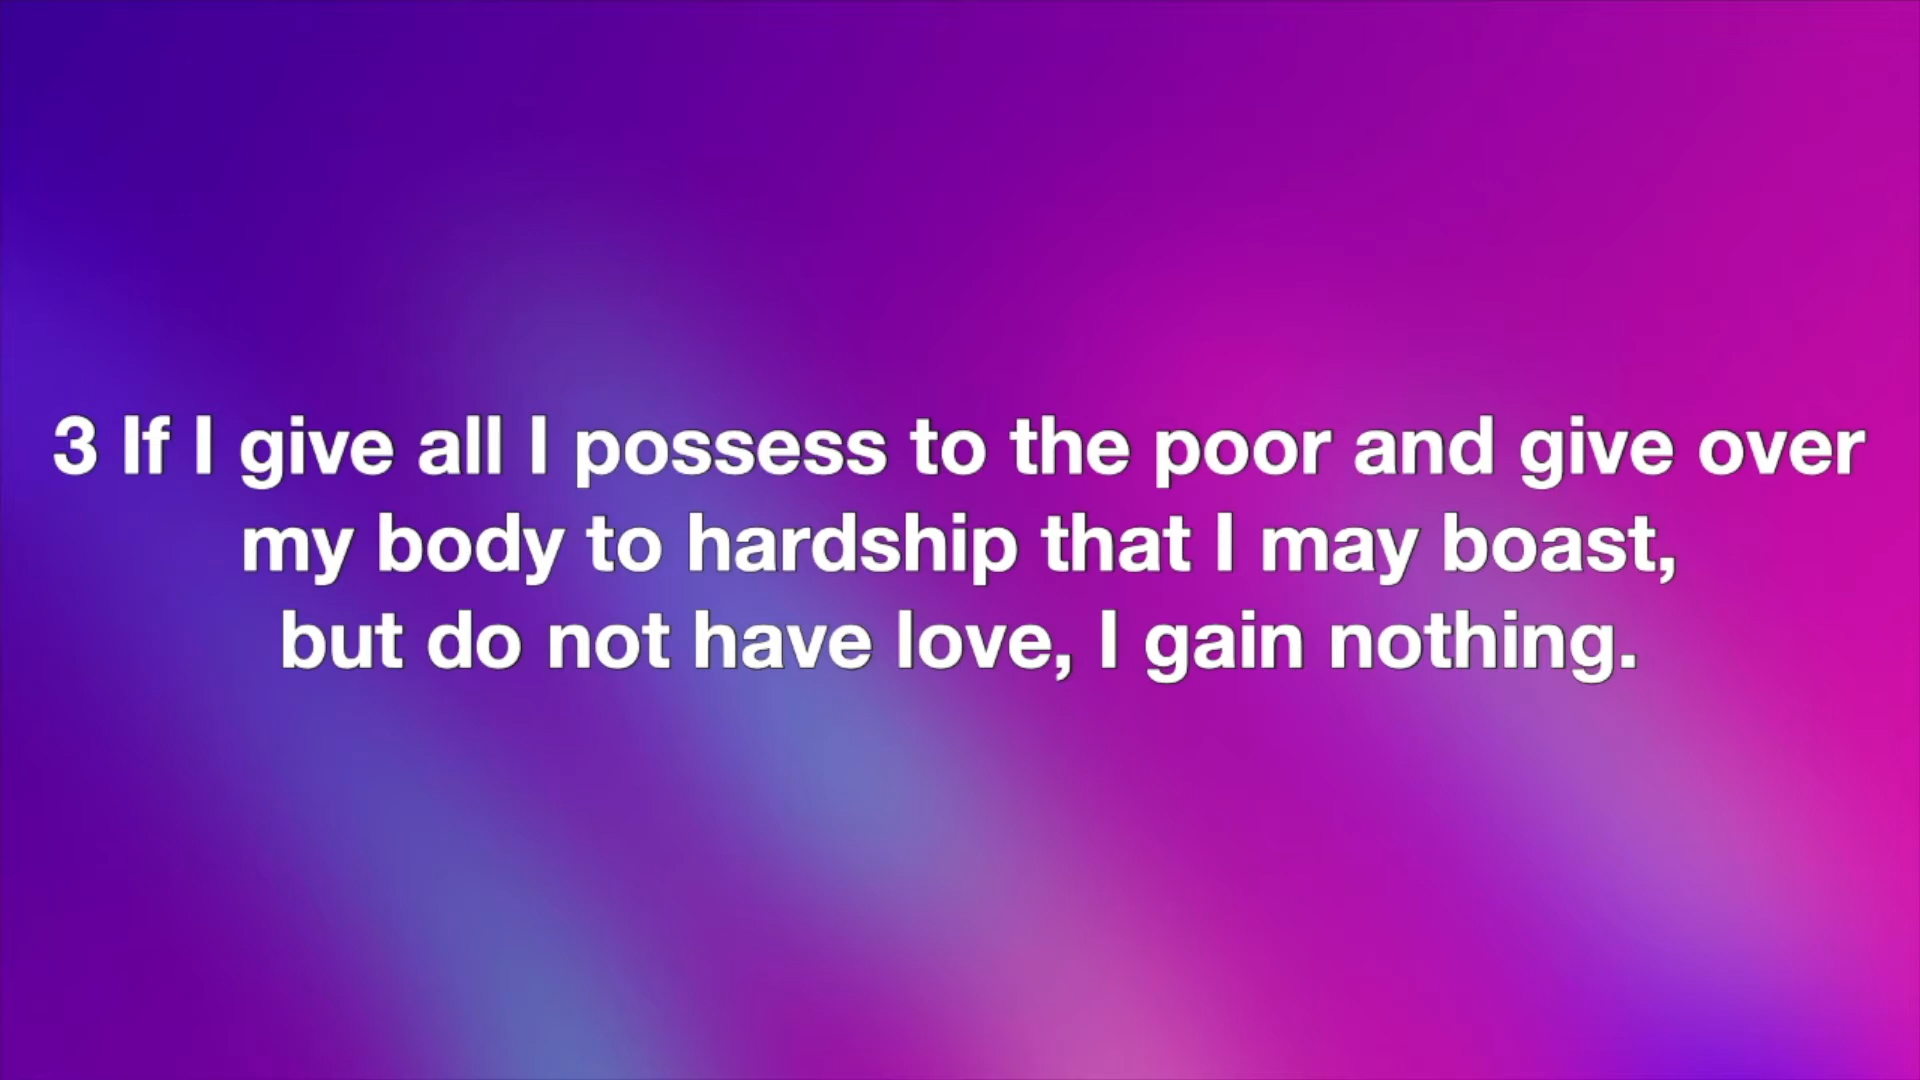 3 If I give all I possess to the poor and give over
my body to hardship that I may boast,
but do not have love, I gain nothing.